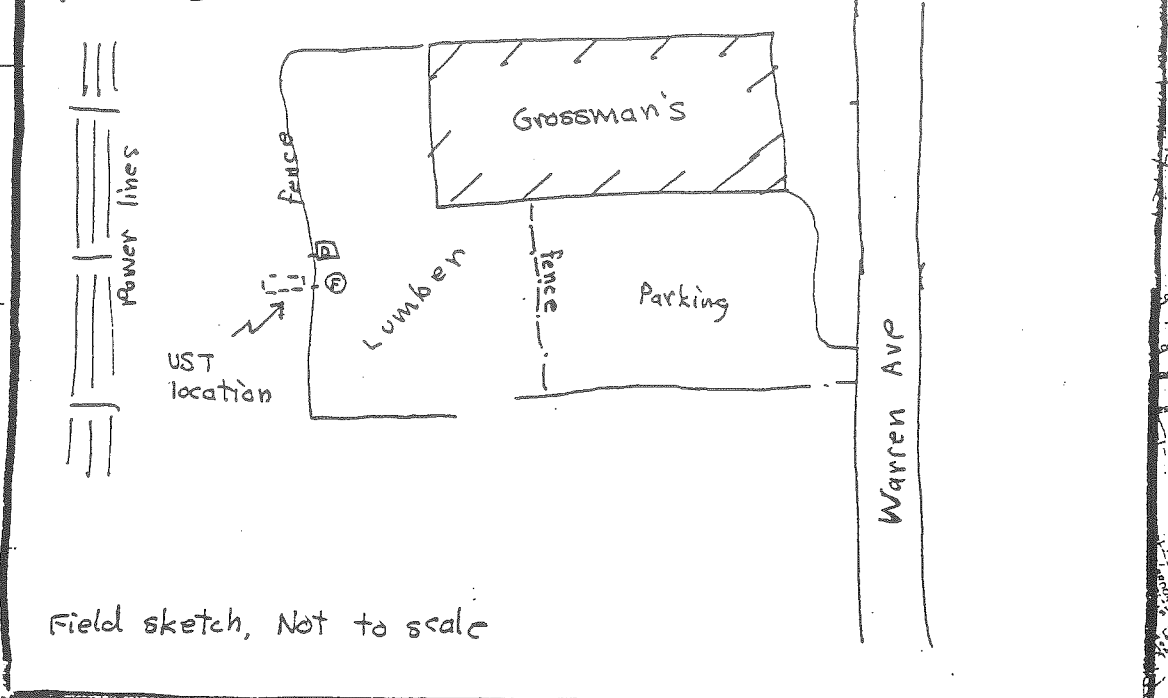 Grossman's
fence
Power lines
D
F
Lumber
fence
Parking
UST
location
Warren Ave
Field sketch, Not to scale